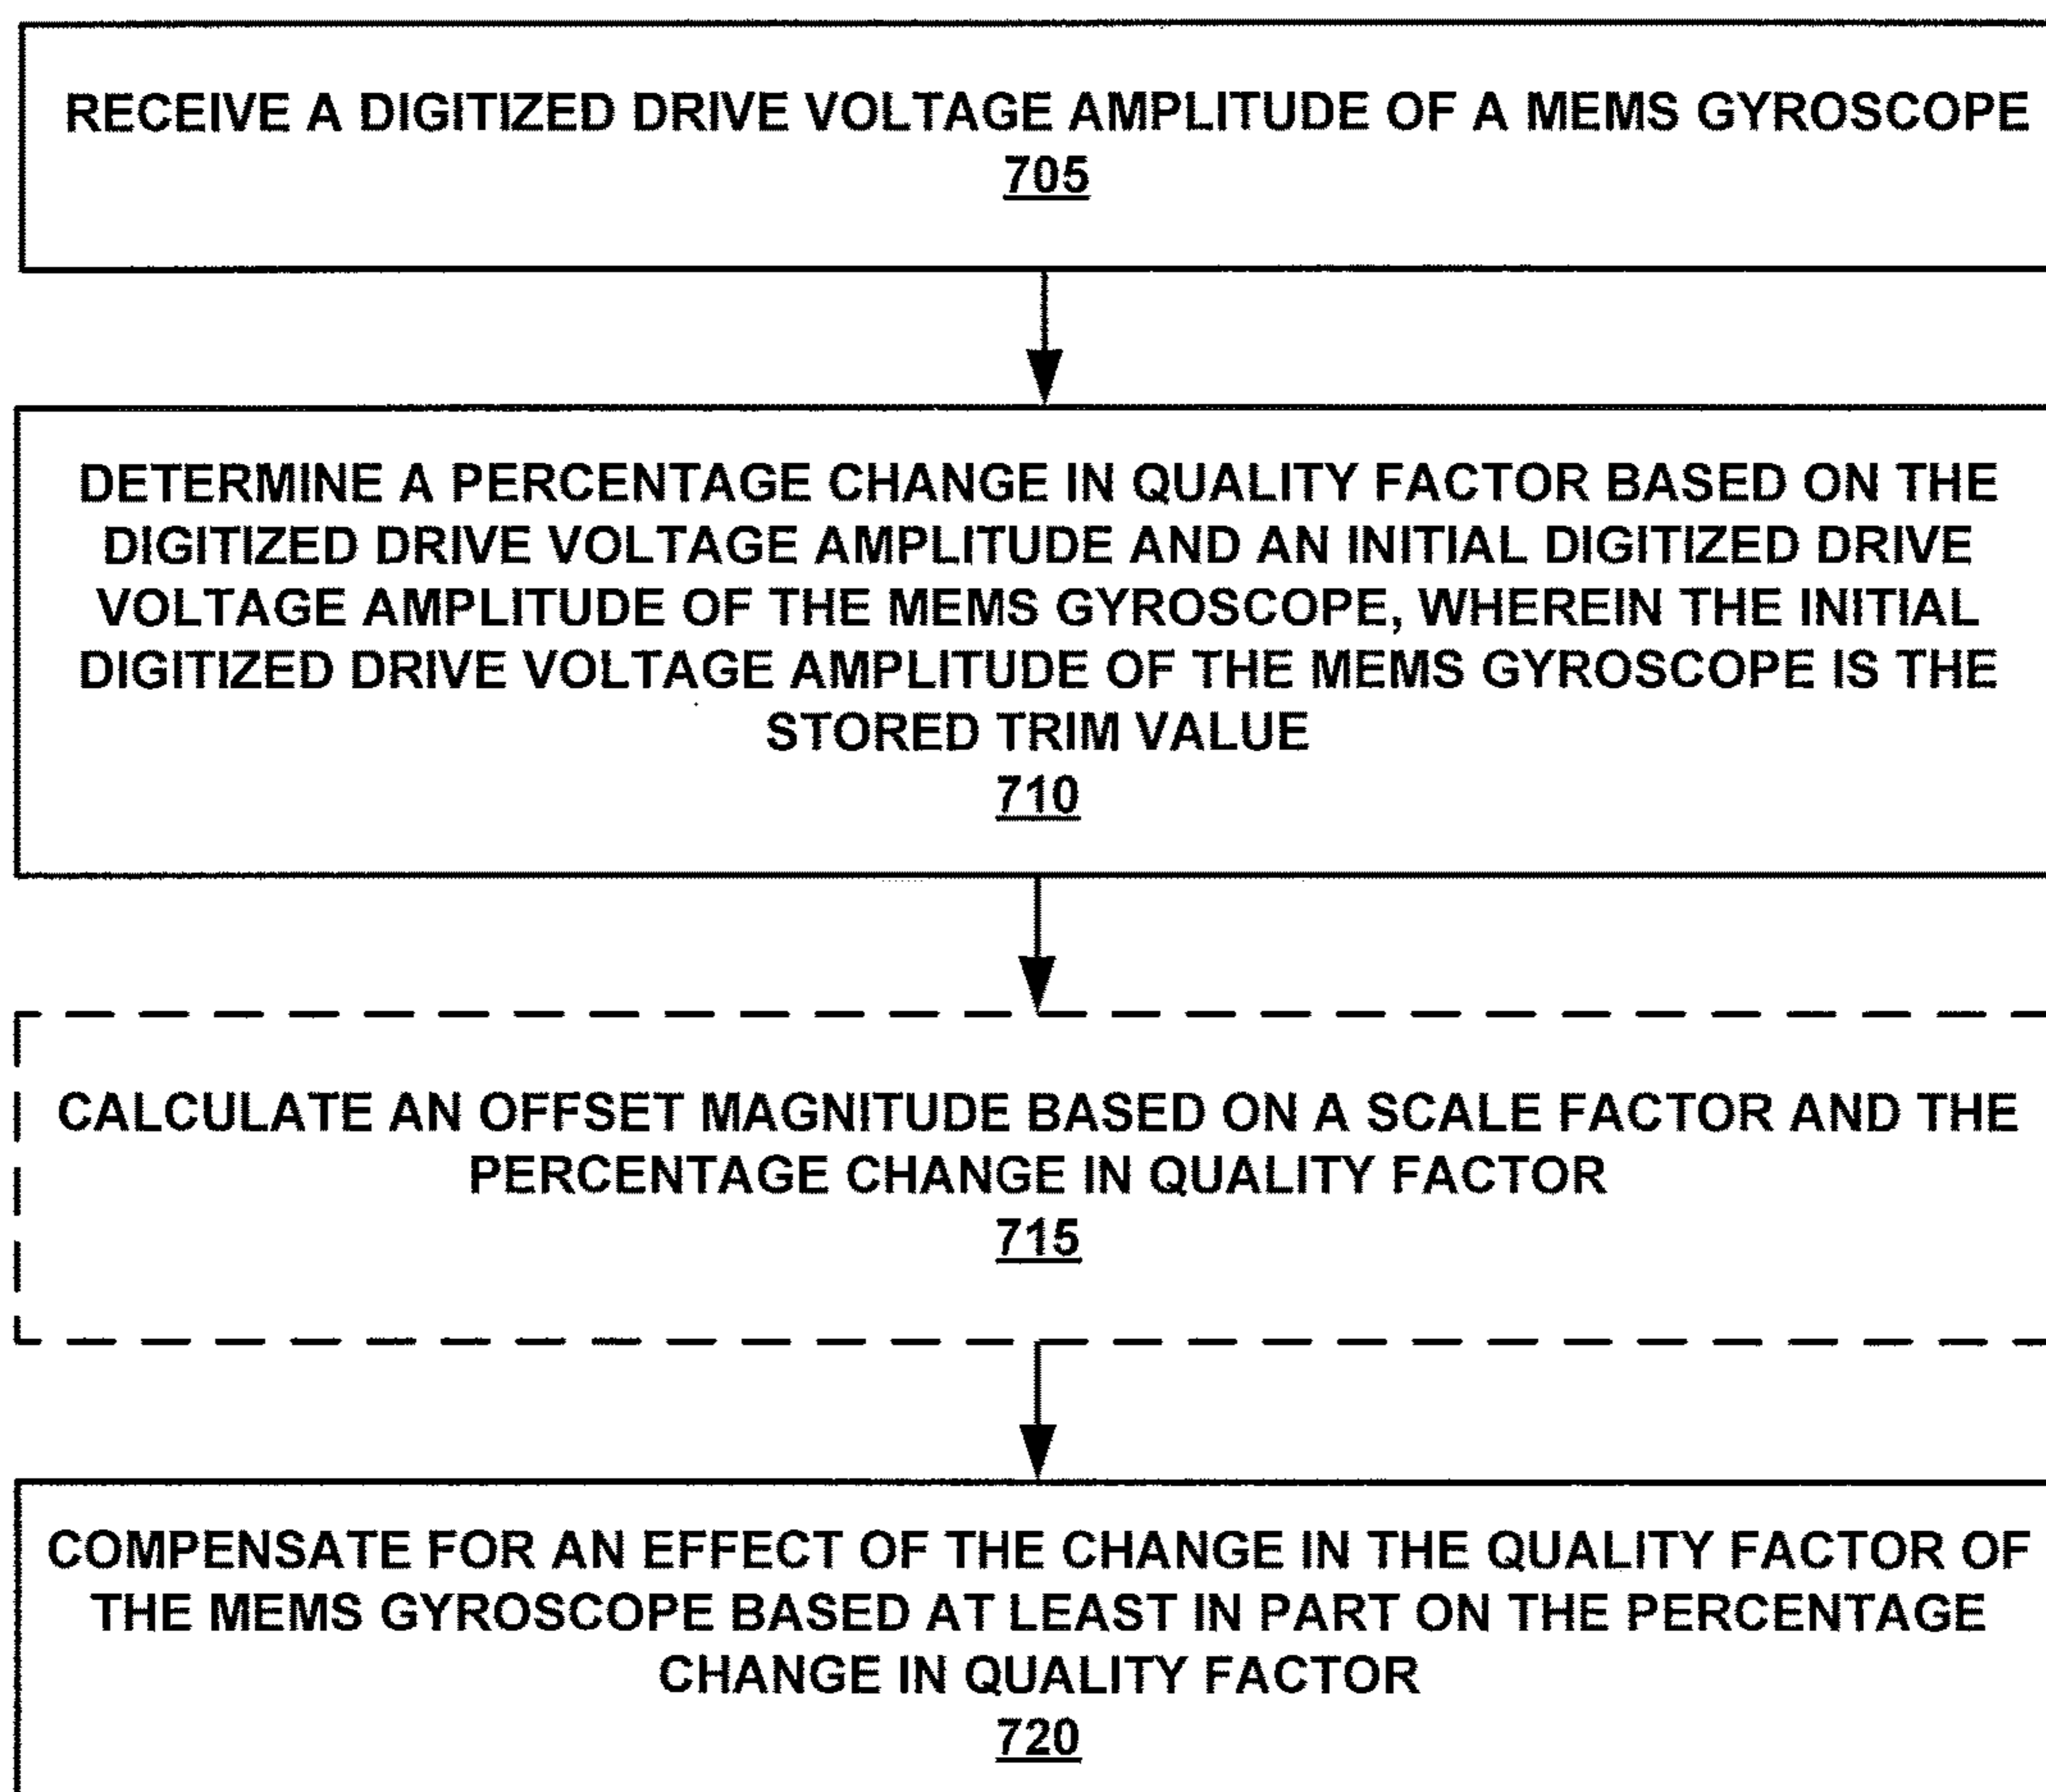 RECEIVE A DIGITIZED DRIVE VOLTAGE AMPLITUDE OF A MEMS GYROSCOPE
705
DETERMINE A PERCENTAGE CHANGE IN QUALITY FACTOR BASED ON THE
DIGITIZED DRIVE VOLTAGE AMPLITUDE AND AN INITIAL DIGITIZED DRIVE
VOLTAGE AMPLITUDE OF THE MEMS GYROSCOPE, WHEREIN THE INITIAL
DIGITIZED DRIVE VOLTAGE AMPLITUDE OF THE MEMS GYROSCOPE IS THE
STORED TRIM VALUE
710
CALCULATE AN OFFSET MAGNITUDE BASED ON A SCALE FACTOR AND THE
PERCENTAGE CHANGE IN QUALITY FACTOR
715
COMPENSATE FOR AN EFFECT OF THE CHANGE IN THE QUALITY FACTOR OF
THE MEMS GYROSCOPE BASED AT LEAST IN PART ON THE PERCENTAGE
CHANGE IN QUALITY FACTOR
720